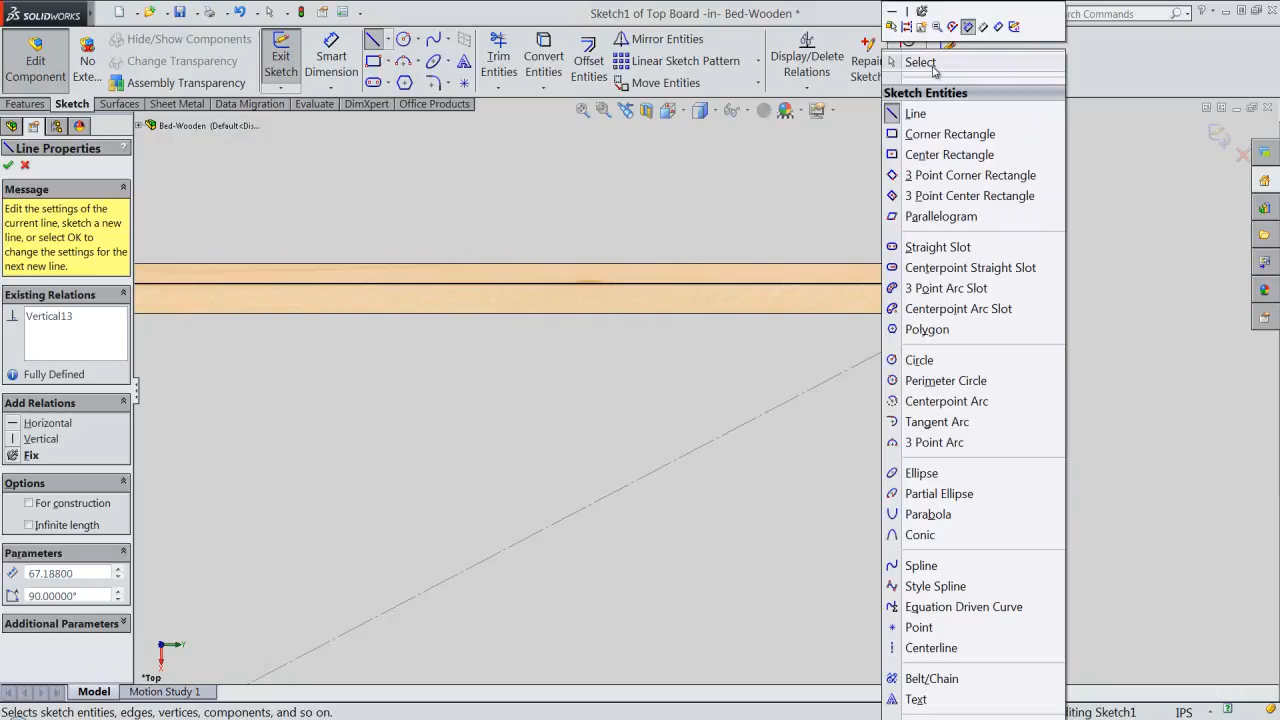 SOLIDWORKS
Sketch1 of Top Board -in- Bed-Wooden *
Search Commands
Edit Component
No Exte...
Hide/Show Components
Change Transparency
Assembly Transparency
Exit Sketch
Smart Dimension
Trim Entities
Convert Entities
Offset Entities
Mirror Entities
Linear Sketch Pattern
Move Entities
Display/Delete Relations
Repair Sketch
Features
Sketch
Surfaces
Sheet Metal
Data Migration
Evaluate
DimXpert
Office Products
Bed-Wooden (Default<Dis...
Line Properties
Message
Edit the settings of the
current line, sketch a new
line, or select OK to
change the settings for the
next new line.
Existing Relations
Vertical13
Fully Defined
Add Relations
Horizontal
Vertical
Fix
Options
For construction
Infinite length
Parameters
67.18800
90.00000°
Additional Parameters
Select
Sketch Entities
Line
Corner Rectangle
Center Rectangle
3 Point Corner Rectangle
3 Point Center Rectangle
Parallelogram
Straight Slot
Centerpoint Straight Slot
3 Point Arc Slot
Centerpoint Arc Slot
Polygon
Circle
Perimeter Circle
Centerpoint Arc
Tangent Arc
3 Point Arc
Ellipse
Partial Ellipse
Parabola
Conic
Spline
Style Spline
Equation Driven Curve
Point
Centerline
Belt/Chain
Text
Y
X
*Top
Model
Motion Study 1
Selects sketch entities, edges, vertices, components, and so on.
diting Sketch1
IPS